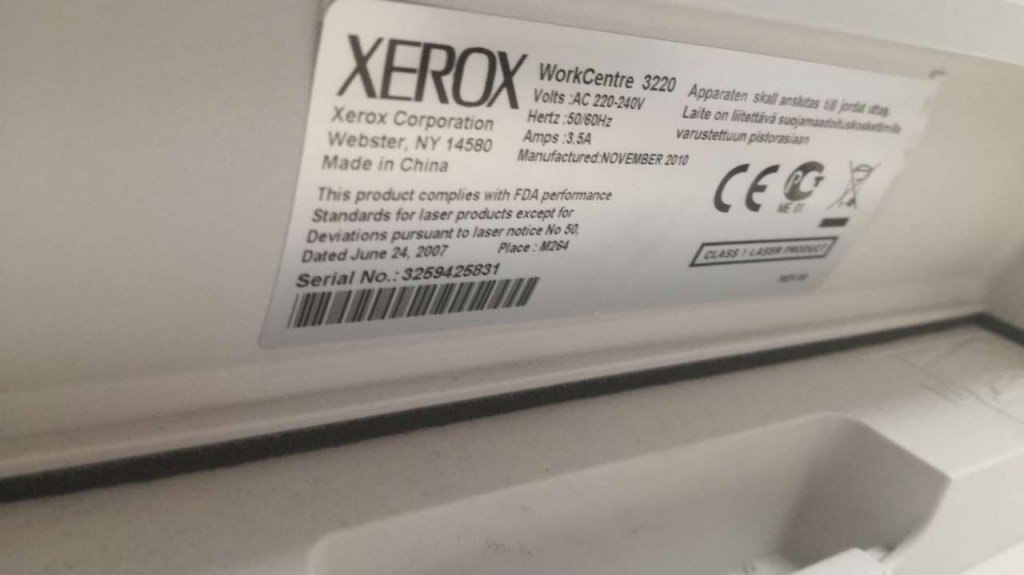 XEROX
Xerox Corporation
Webster, NY 14580
Made in China
WorkCentre 3220
Volts :AC 220-240V
Hertz :50/60Hz
Amps :3.5A
Manufactured:NOVEMBER 2010
Apparaten skall anslutas till jordat uttag.
Laite on liitettävä suojamaadoituskoskettimilla
varustettuun pistorasiaan
This product complies with FDA performance
Standards for laser products except for
Deviations pursuant to laser notice No 50,
Dated June 24, 2007 Place : M264
Serial No.: 3259425831
CE
PCT
ME 01
CLASS 1 LASER PRODUCT